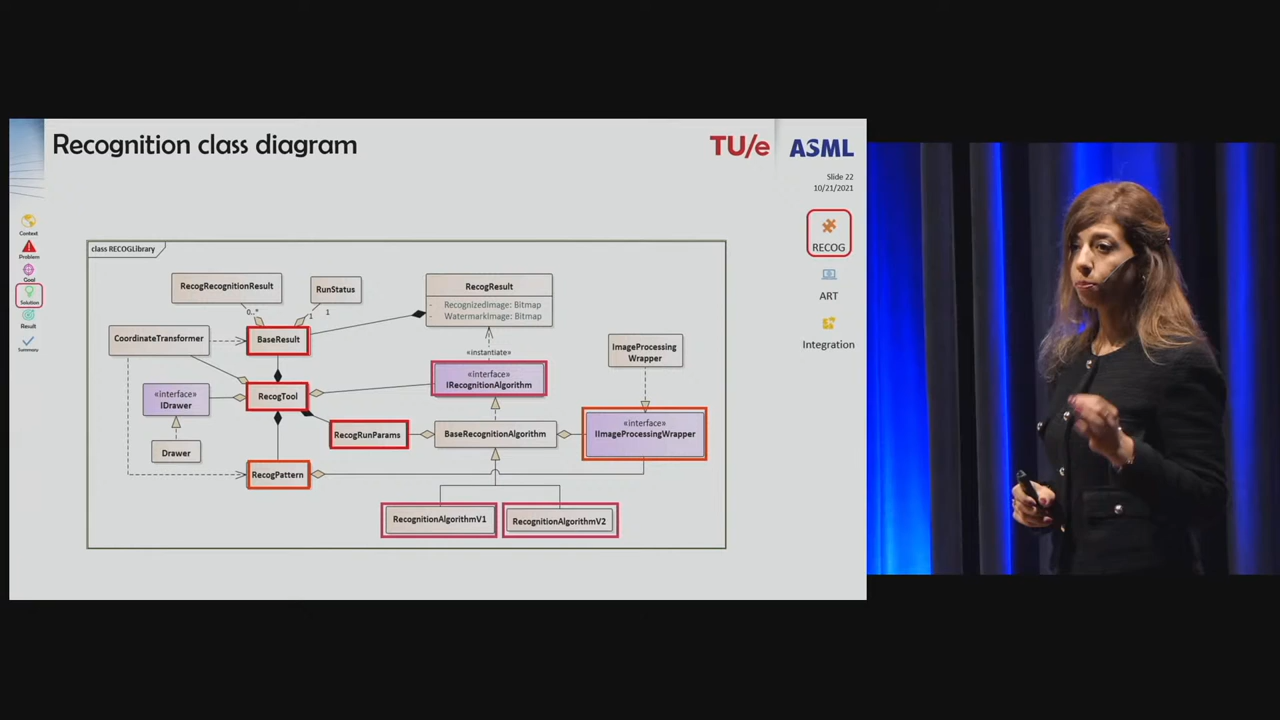 Recognition class diagram
TU/e
ASML
Slide 22
10/21/2021
Context
Problem
Goal
Solution
Result
Summary
RECOG
ART
Integration
class RECOGLibrary
RecogRecognitionResult
RunStatus
RecogResult
- RecognizedImage: Bitmap
- WatermarkImage: Bitmap
0..*
1
1
CoordinateTransformer
BaseResult
«instantiate»
ImageProcessing
Wrapper
«interface»
IRecognitionAlgorithm
«interface»
IDrawer
RecogTool
Drawer
RecogRunParams
BaseRecognitionAlgorithm
«interface»
IImageProcessingWrapper
RecogPattern
RecognitionAlgorithmV1
RecognitionAlgorithmV2